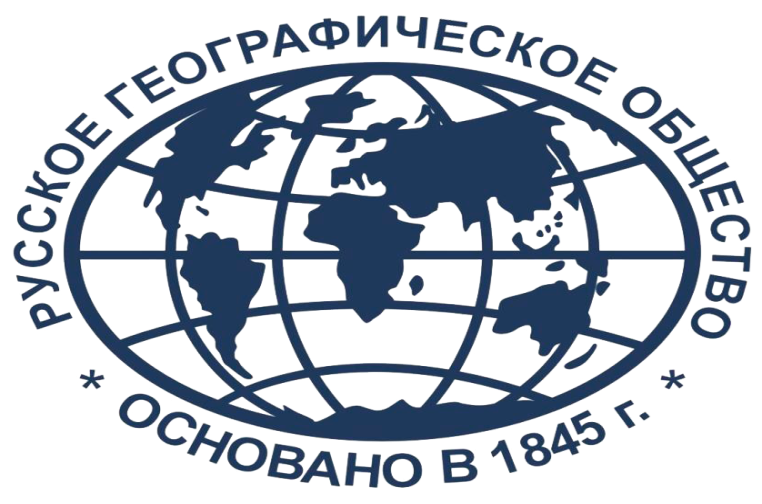 РУССКОЕ ГЕОГРАФИЧЕСКОЕ ОБЩЕСТВО
* ОСНОВАНО В 1845 г. *